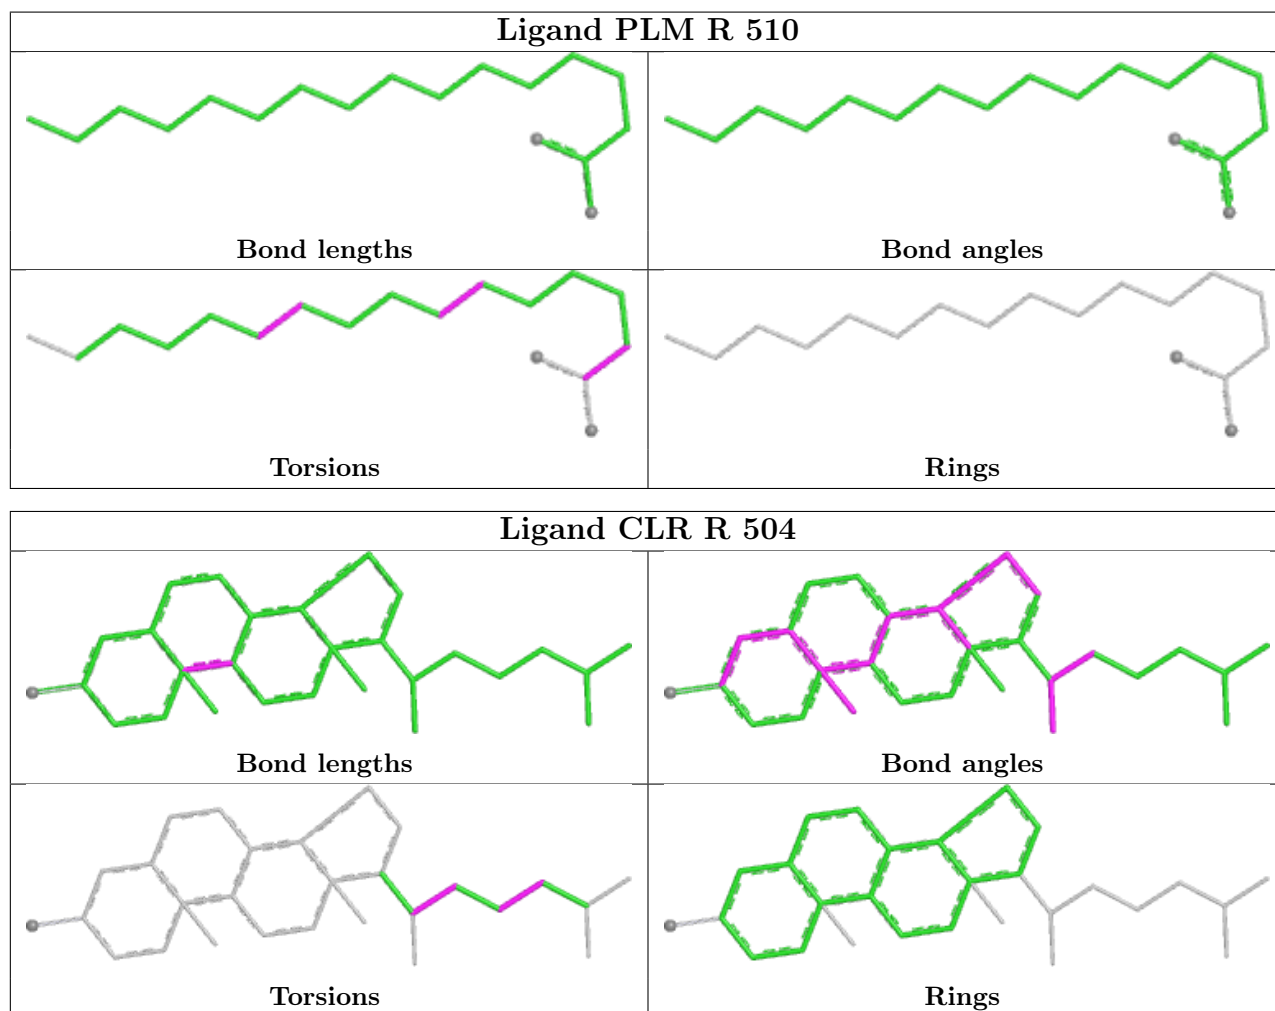 Ligand PLM R 510
Bond lengths
Bond angles
Torsions
Rings
Ligand CLR R 504
Bond lengths
Bond angles
Torsions
Rings